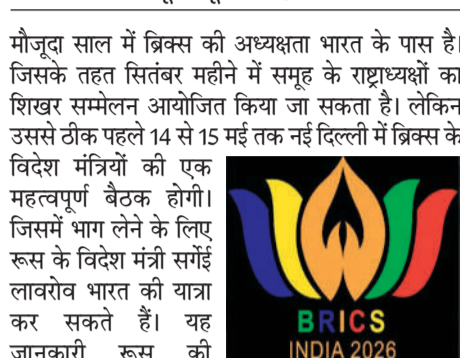 मौजूदा साल में ब्रिक्स की अध्यक्षता भारत के पास है।
जिसके तहत सितंबर महीने में समूह के राष्ट्राध्यक्षों का
शिखर सम्मेलन आयोजित किया जा सकता है। लेकिन
उससे ठीक पहले 14 से 15 मई तक नई दिल्ली में ब्रिक्स के
विदेश मंत्रियों की एक
महत्वपूर्ण बैठक होगी।
जिसमें भाग लेने के लिए
रूस के विदेश मंत्री सर्गेई
लावरोव भारत की यात्रा
कर सकते हैं। यह
जानकारी रूस की
BRICS
INDIA 2026